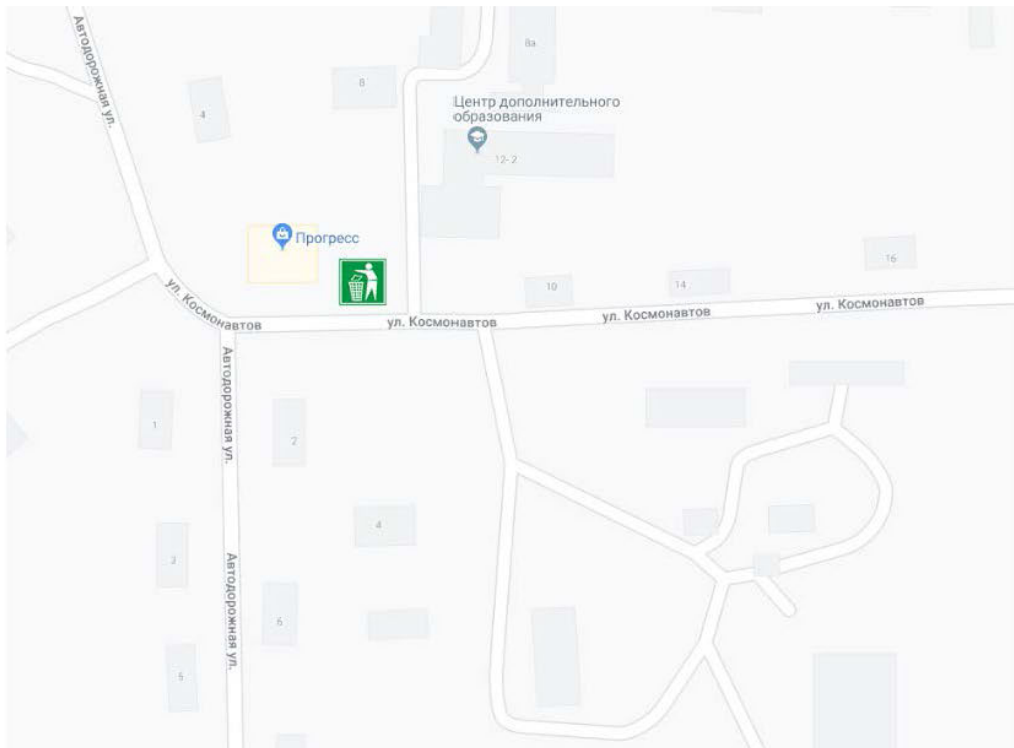 Автодорожная ул.
8а
8
4
Центр дополнительного
образования
12- 2
Прогресс
16
14
10
ул. Космонавтов
ул. Космонавтов
ул. Космонавтов
ул. Космонавтов
Автодорожная ул.
1
2
4
2
Автодорожная ул.
6
5